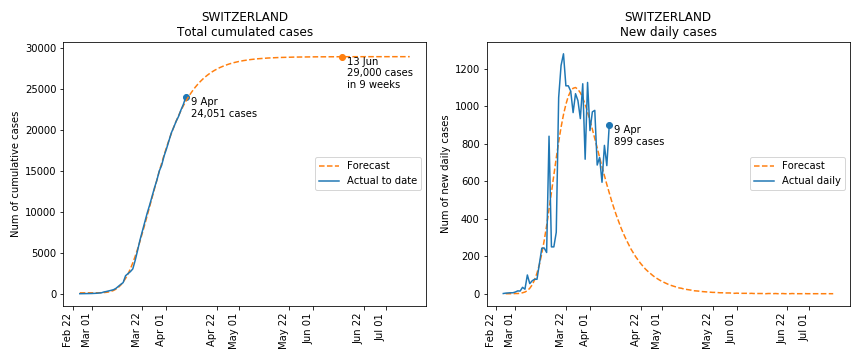 SWITZERLAND
Total cumulated cases
Num of cumulative cases
30000
25000
20000
15000
10000
5000
0
13 Jun
29,000 cases
in 9 weeks
9 Apr
24,051 cases
Forecast
Actual to date
Feb 22
Mar 01
Mar 22
Apr 01
Apr 22
May 01
May 22
Jun 01
Jun 22
Jul 01
SWITZERLAND
New daily cases
Num of new daily cases
1200
1000
800
600
400
200
0
9 Apr
899 cases
Forecast
Actual daily
Feb 22
Mar 01
Mar 22
Apr 01
Apr 22
May 01
May 22
Jun 01
Jun 22
Jul 01